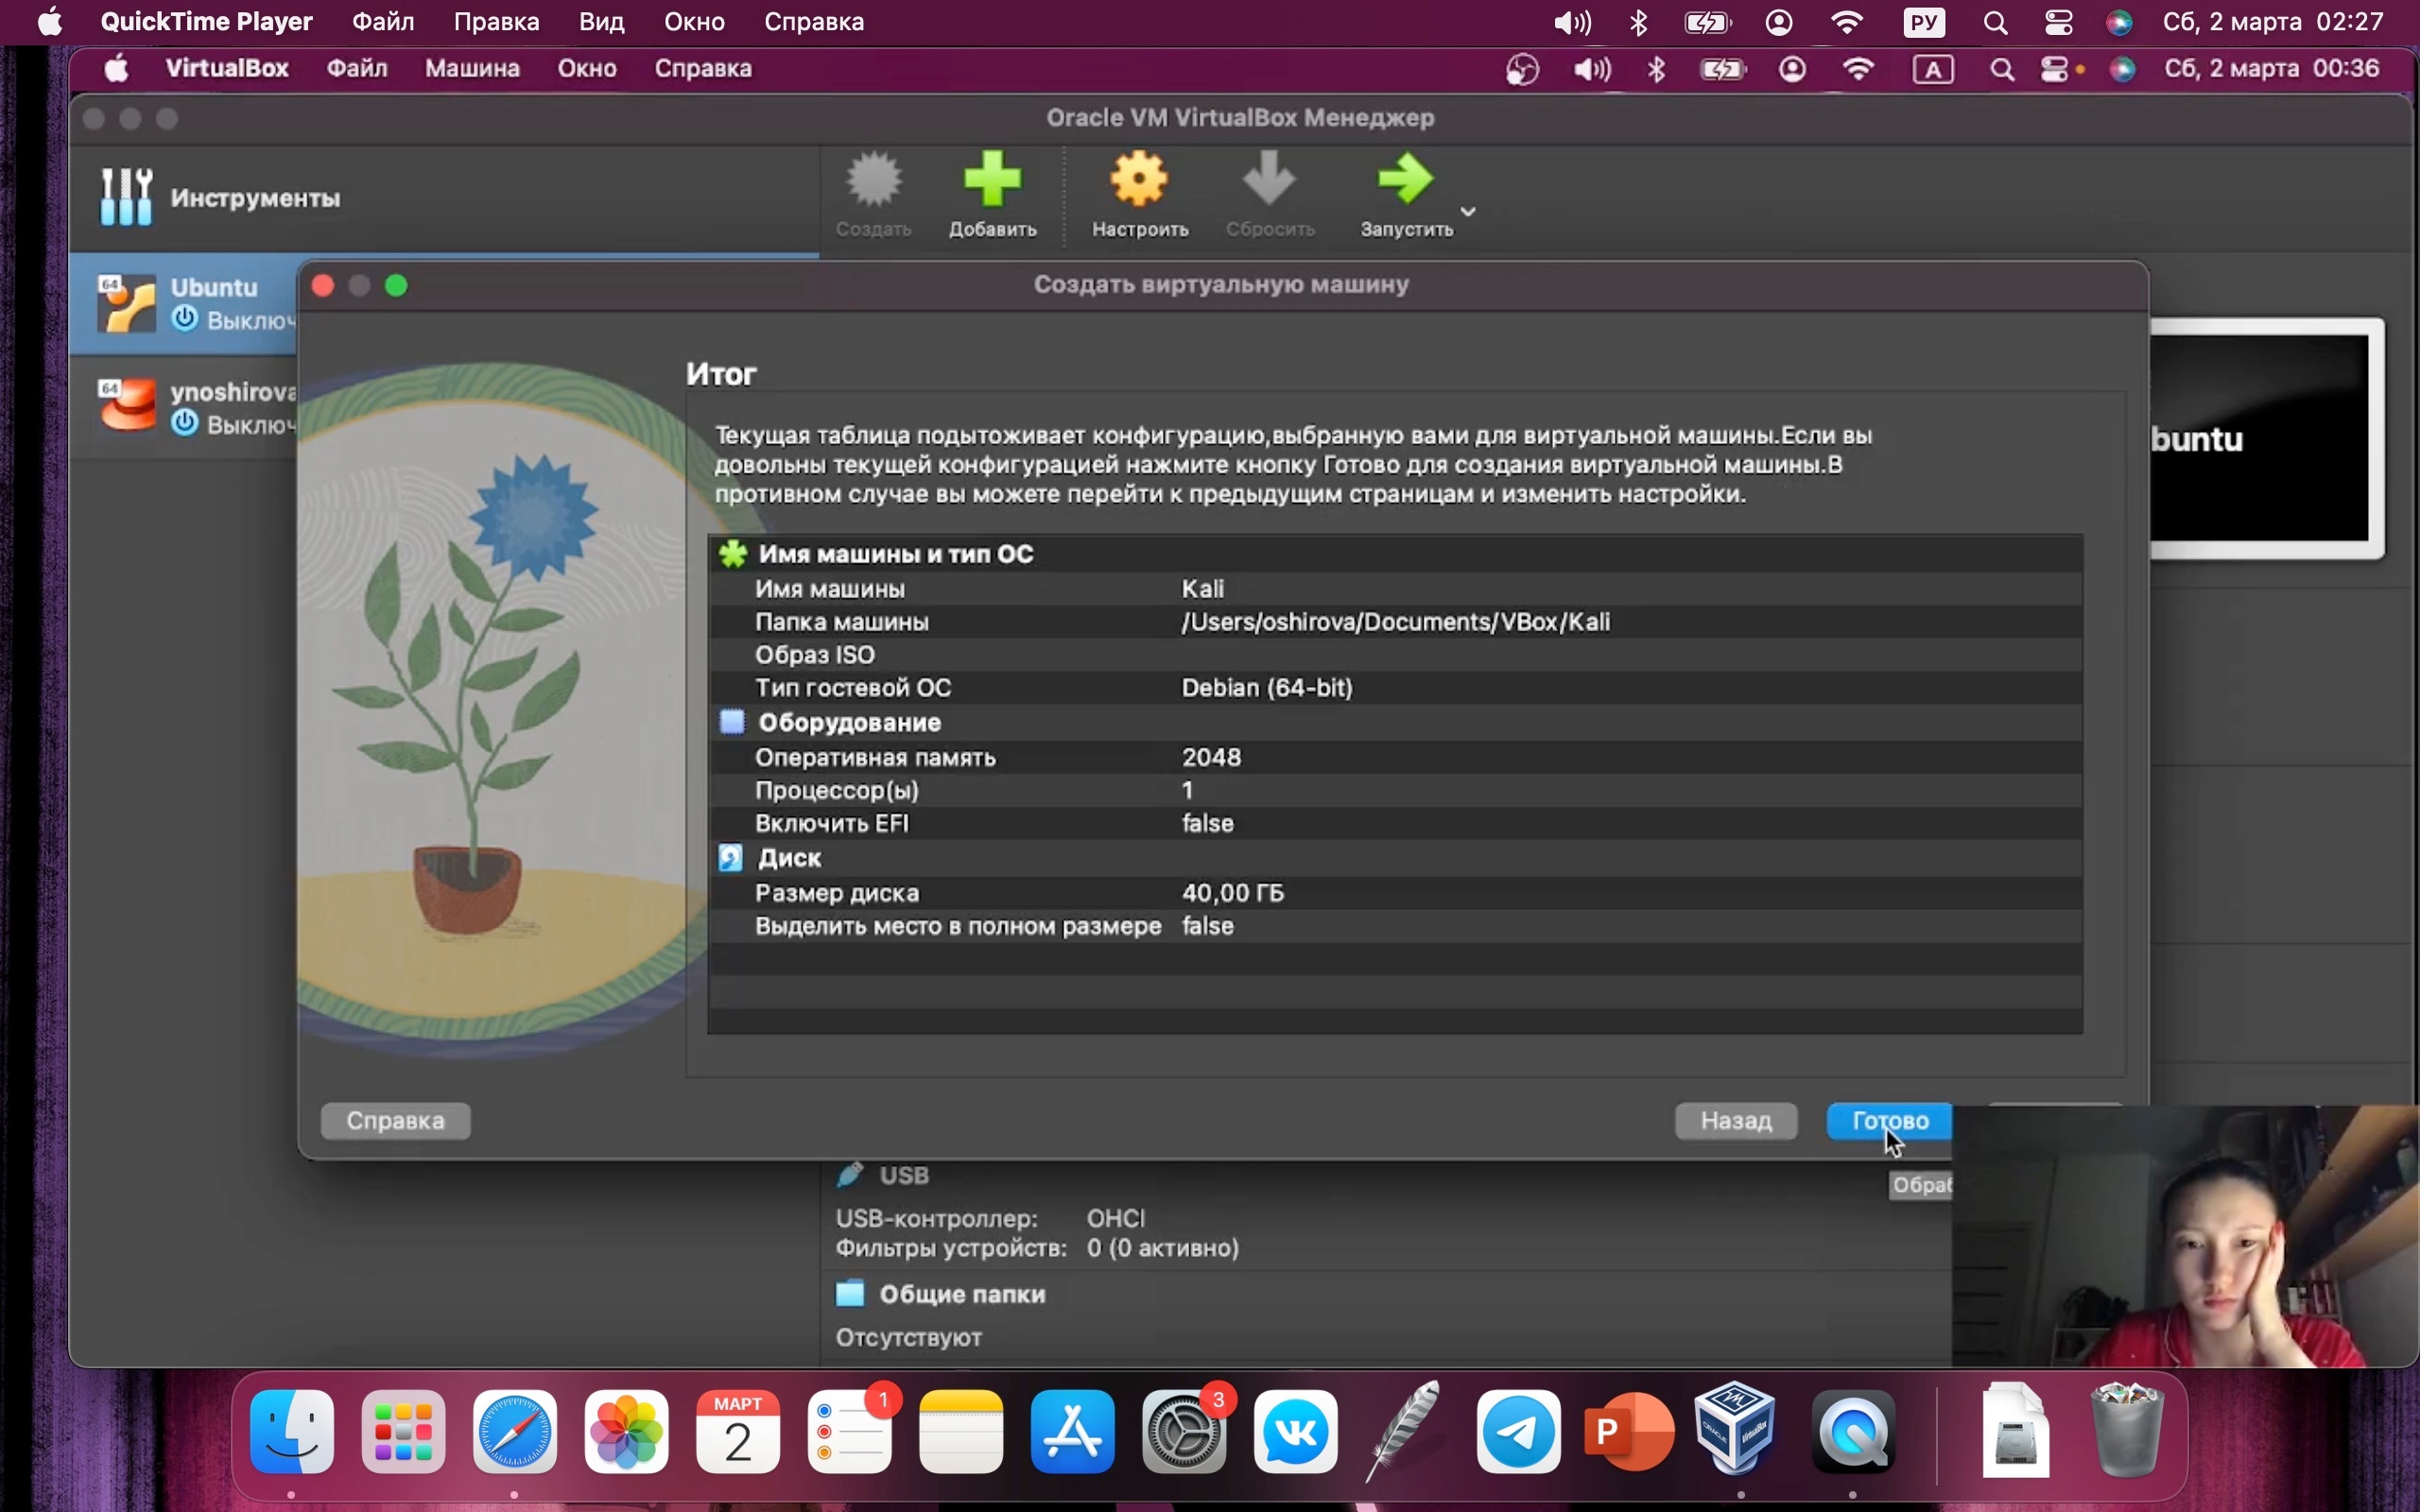 QuickTime Player Файл Правка Вид Окно Справка РУ Сб, 2 марта 02:27
VirtualBox Файл Машина Окно Справка A Сб, 2 марта 00:36
Oracle VM VirtualBox Менеджер
Инструменты
Создать Добавить Настроить Сбросить Запустить
64 Ubuntu
Выключ
64 ynoshirova
Выключ
buntu
Создать виртуальную машину
Итог
Текущая таблица подытоживает конфигурацию,выбранную вами для виртуальной машины.Если вы
довольны текущей конфигурацией нажмите кнопку Готово для создания виртуальной машины.В
противном случае вы можете перейти к предыдущим страницам и изменить настройки.
Имя машины и тип ОС
Имя машины Kali
Папка машины /Users/oshirova/Documents/VBox/Kali
Образ ISO
Тип гостевой ОС Debian (64-bit)
Оборудование
Оперативная память 2048
Процессор(ы) 1
Включить EFI false
Диск
Размер диска 40,00 ГБ
Выделить место в полном размере false
Справка Назад Готово
Обраб
USB
USB-контроллер: OHCI
Фильтры устройств: 0 (0 активно)
Общие папки
Отсутствуют
МАРТ
2
1
3
P